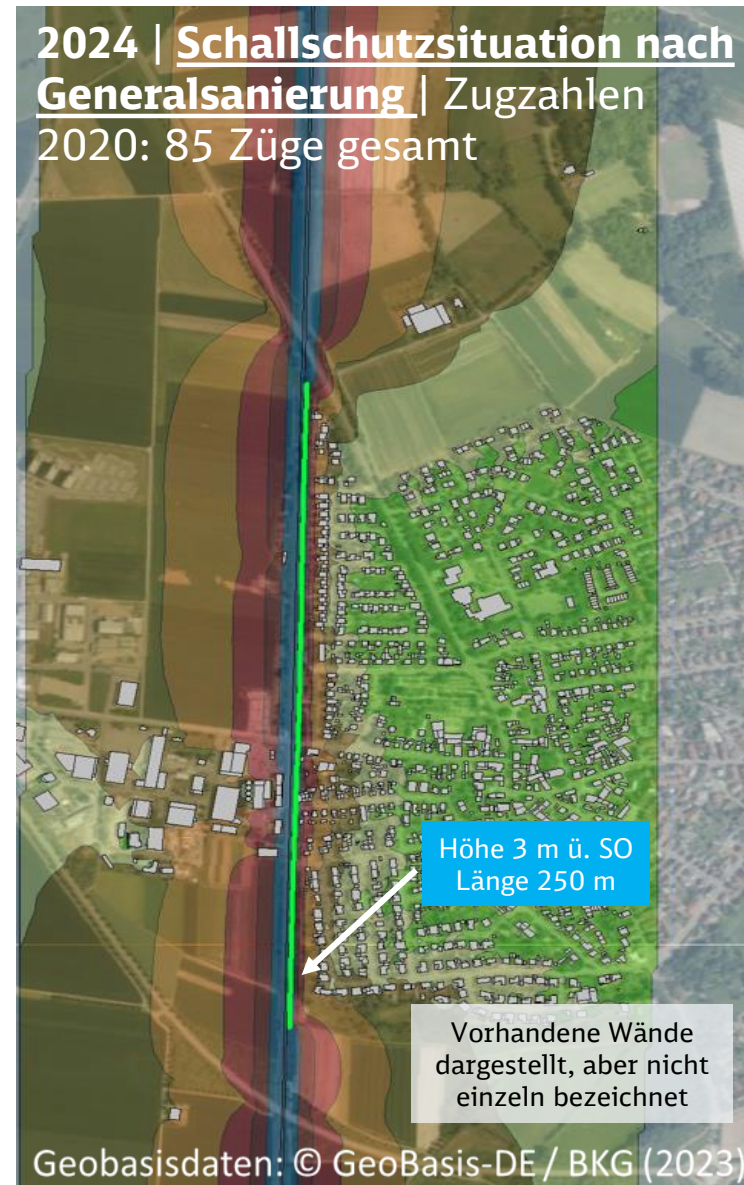 2024 | Schallschutzsituation nach
Generalsanierung | Zugzahlen
2020: 85 Züge gesamt
Höhe 3 m ü. SO
Länge 250 m
Vorhandene Wände
dargestellt, aber nicht
einzeln bezeichnet
Geobasisdaten: © GeoBasis-DE / BKG (2023)